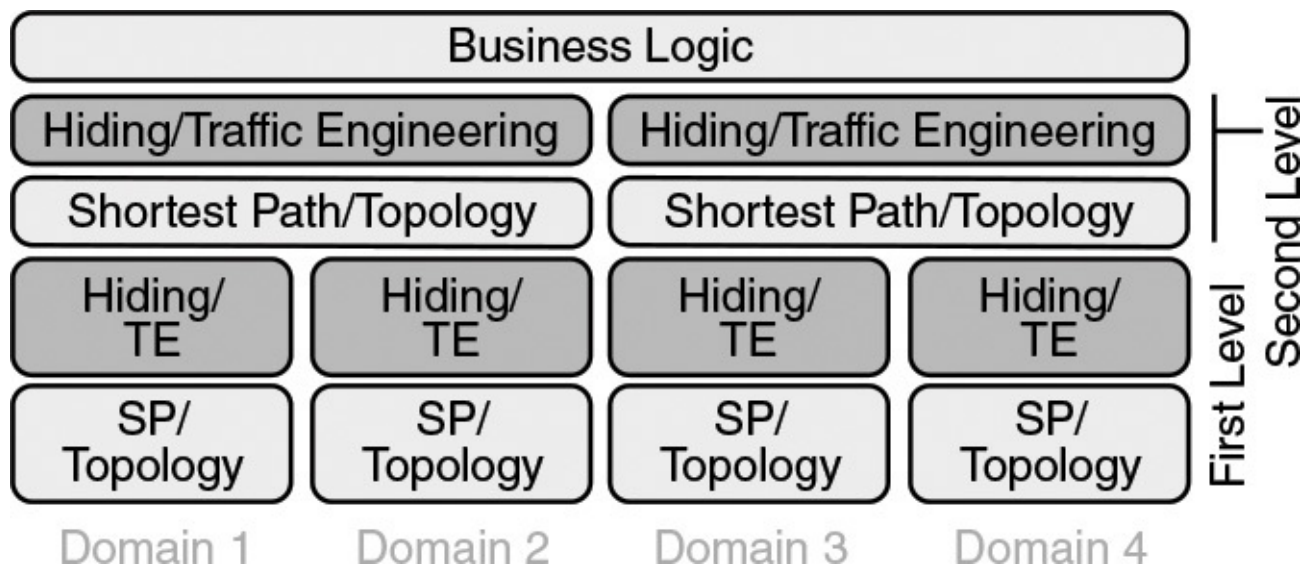 Business Logic
Hiding/Traffic Engineering
Hiding/Traffic Engineering
Shortest Path/Topology
Shortest Path/Topology
Second Level
Hiding/
TE
Hiding/
TE
Hiding/
TE
Hiding/
TE
SP/
Topology
SP/
Topology
SP/
Topology
SP/
Topology
First Level
Domain 1
Domain 2
Domain 3
Domain 4